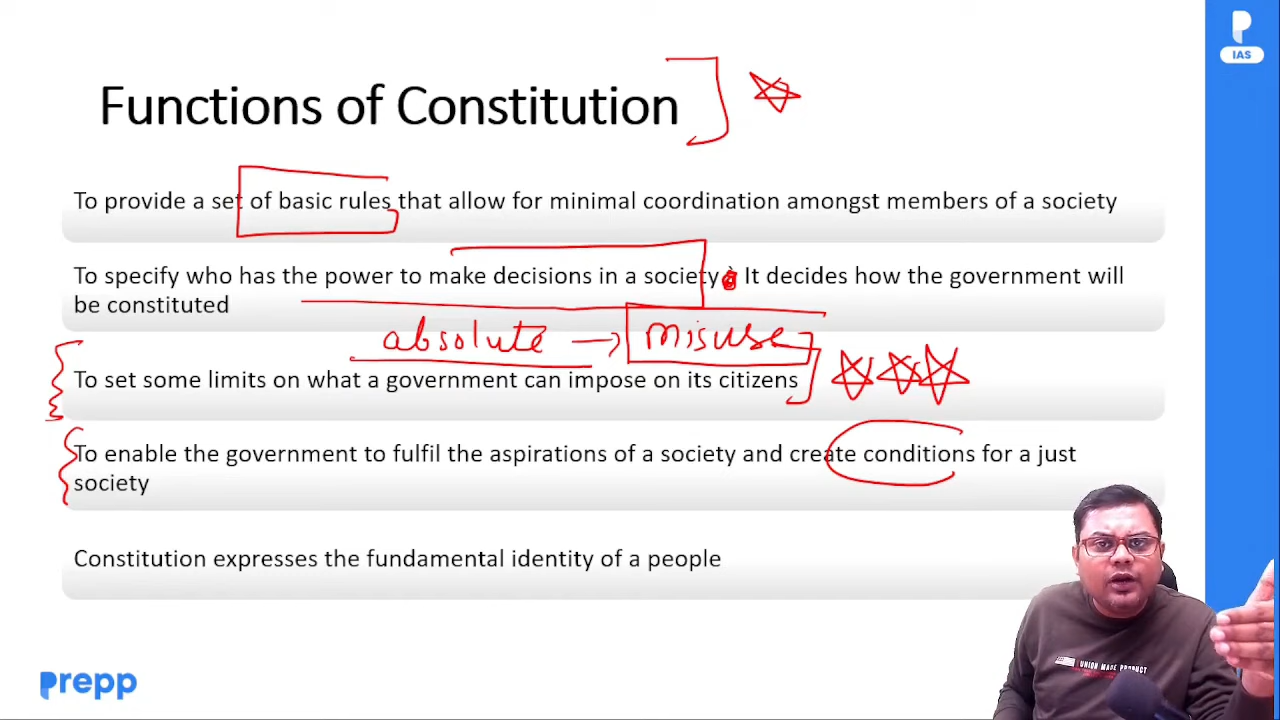 P
IAS
Functions of Constitution
To provide a set of basic rules that allow for minimal coordination amongst members of a society
To specify who has the power to make decisions in a society. It decides how the government will
be constituted
absolute → misuse
To set some limits on what a government can impose on its citizens
To enable the government to fulfil the aspirations of a society and create conditions for a just
society
Constitution expresses the fundamental identity of a people
UNION MADE PRODUCT
prepp